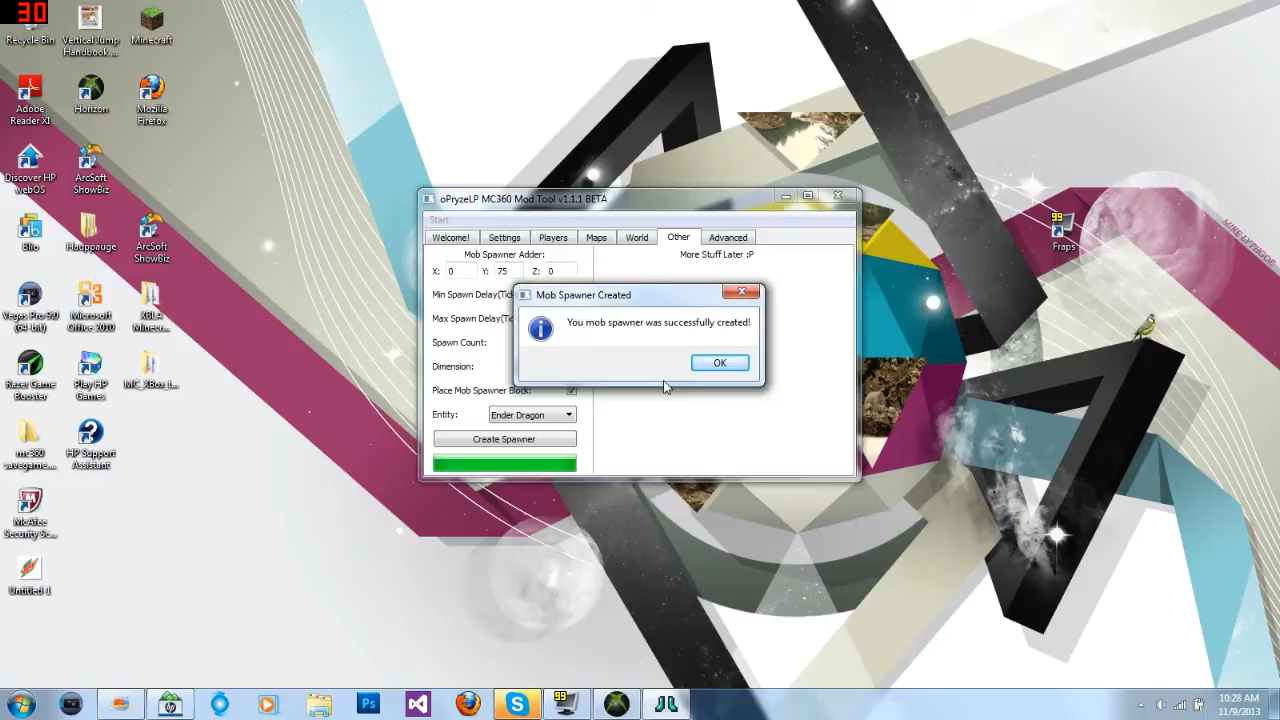 30
Recycle Bin
Vertical Jump
Handbook ...
Minecraft
Adobe
Reader XI
Horizon
Mozilla
Firefox
Discover HP
webOS
ArcSoft
ShowBiz
Blio
Hauppauge
ArcSoft
ShowBiz
Vegas Pro 9.0
(64-bit)
Microsoft
Office 2010
XBLA
Minecr...
Razer Game
Booster
Play HP
Games
MC_XBox_t...
mc360
savegame...
HP Support
Assistant
McAfee
Security Sc...
Untitled-1
99
Fraps
oPryzeLP MC360 Mod Tool v1.1.1 BETA
Start
Welcome! Settings Players Maps World Other Advanced
Mob Spawner Adder:
More Stuff Later :P
X: 0 Y: 75 Z: 0
Min Spawn Delay(Tic
Max Spawn Delay(Tic
Spawn Count:
Dimension:
Place Mob Spawner Block:
Entity: Ender Dragon
Create Spawner
Mob Spawner Created
You mob spawner was successfully created!
OK
hp
Ps
S
99
10:28 AM
11/9/2013